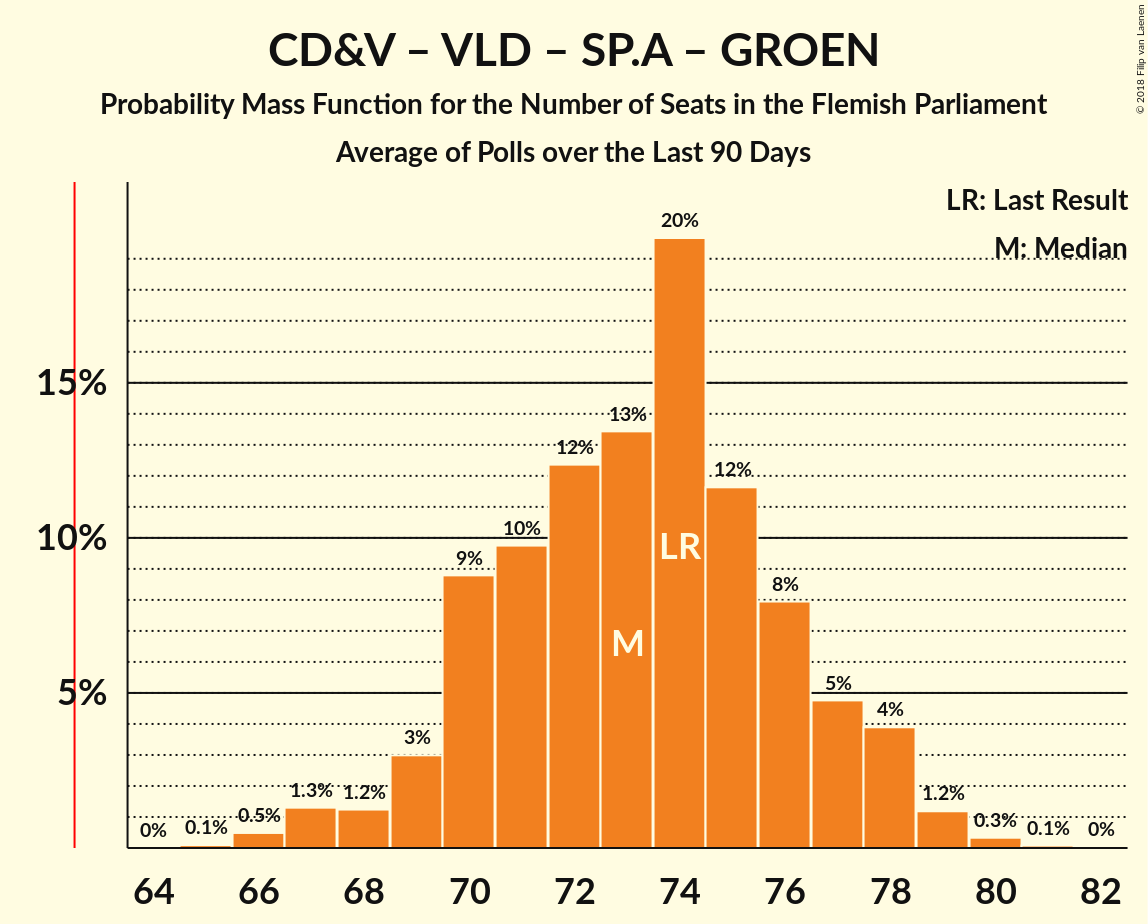 CD&V – VLD – SP.A – GROEN
Probability Mass Function for the Number of Seats in the Flemish Parliament
Average of Polls over the Last 90 Days
© 2018 Filip van Laenen
LR: Last Result
M: Median
15%
10%
5%
0%
0.1%
0.5%
1.3%
1.2%
3%
9%
10%
12%
13%
20%
12%
8%
5%
4%
1.2%
0.3%
0.1%
0%
LR
M
64 66 68 70 72 74 76 78 80 82